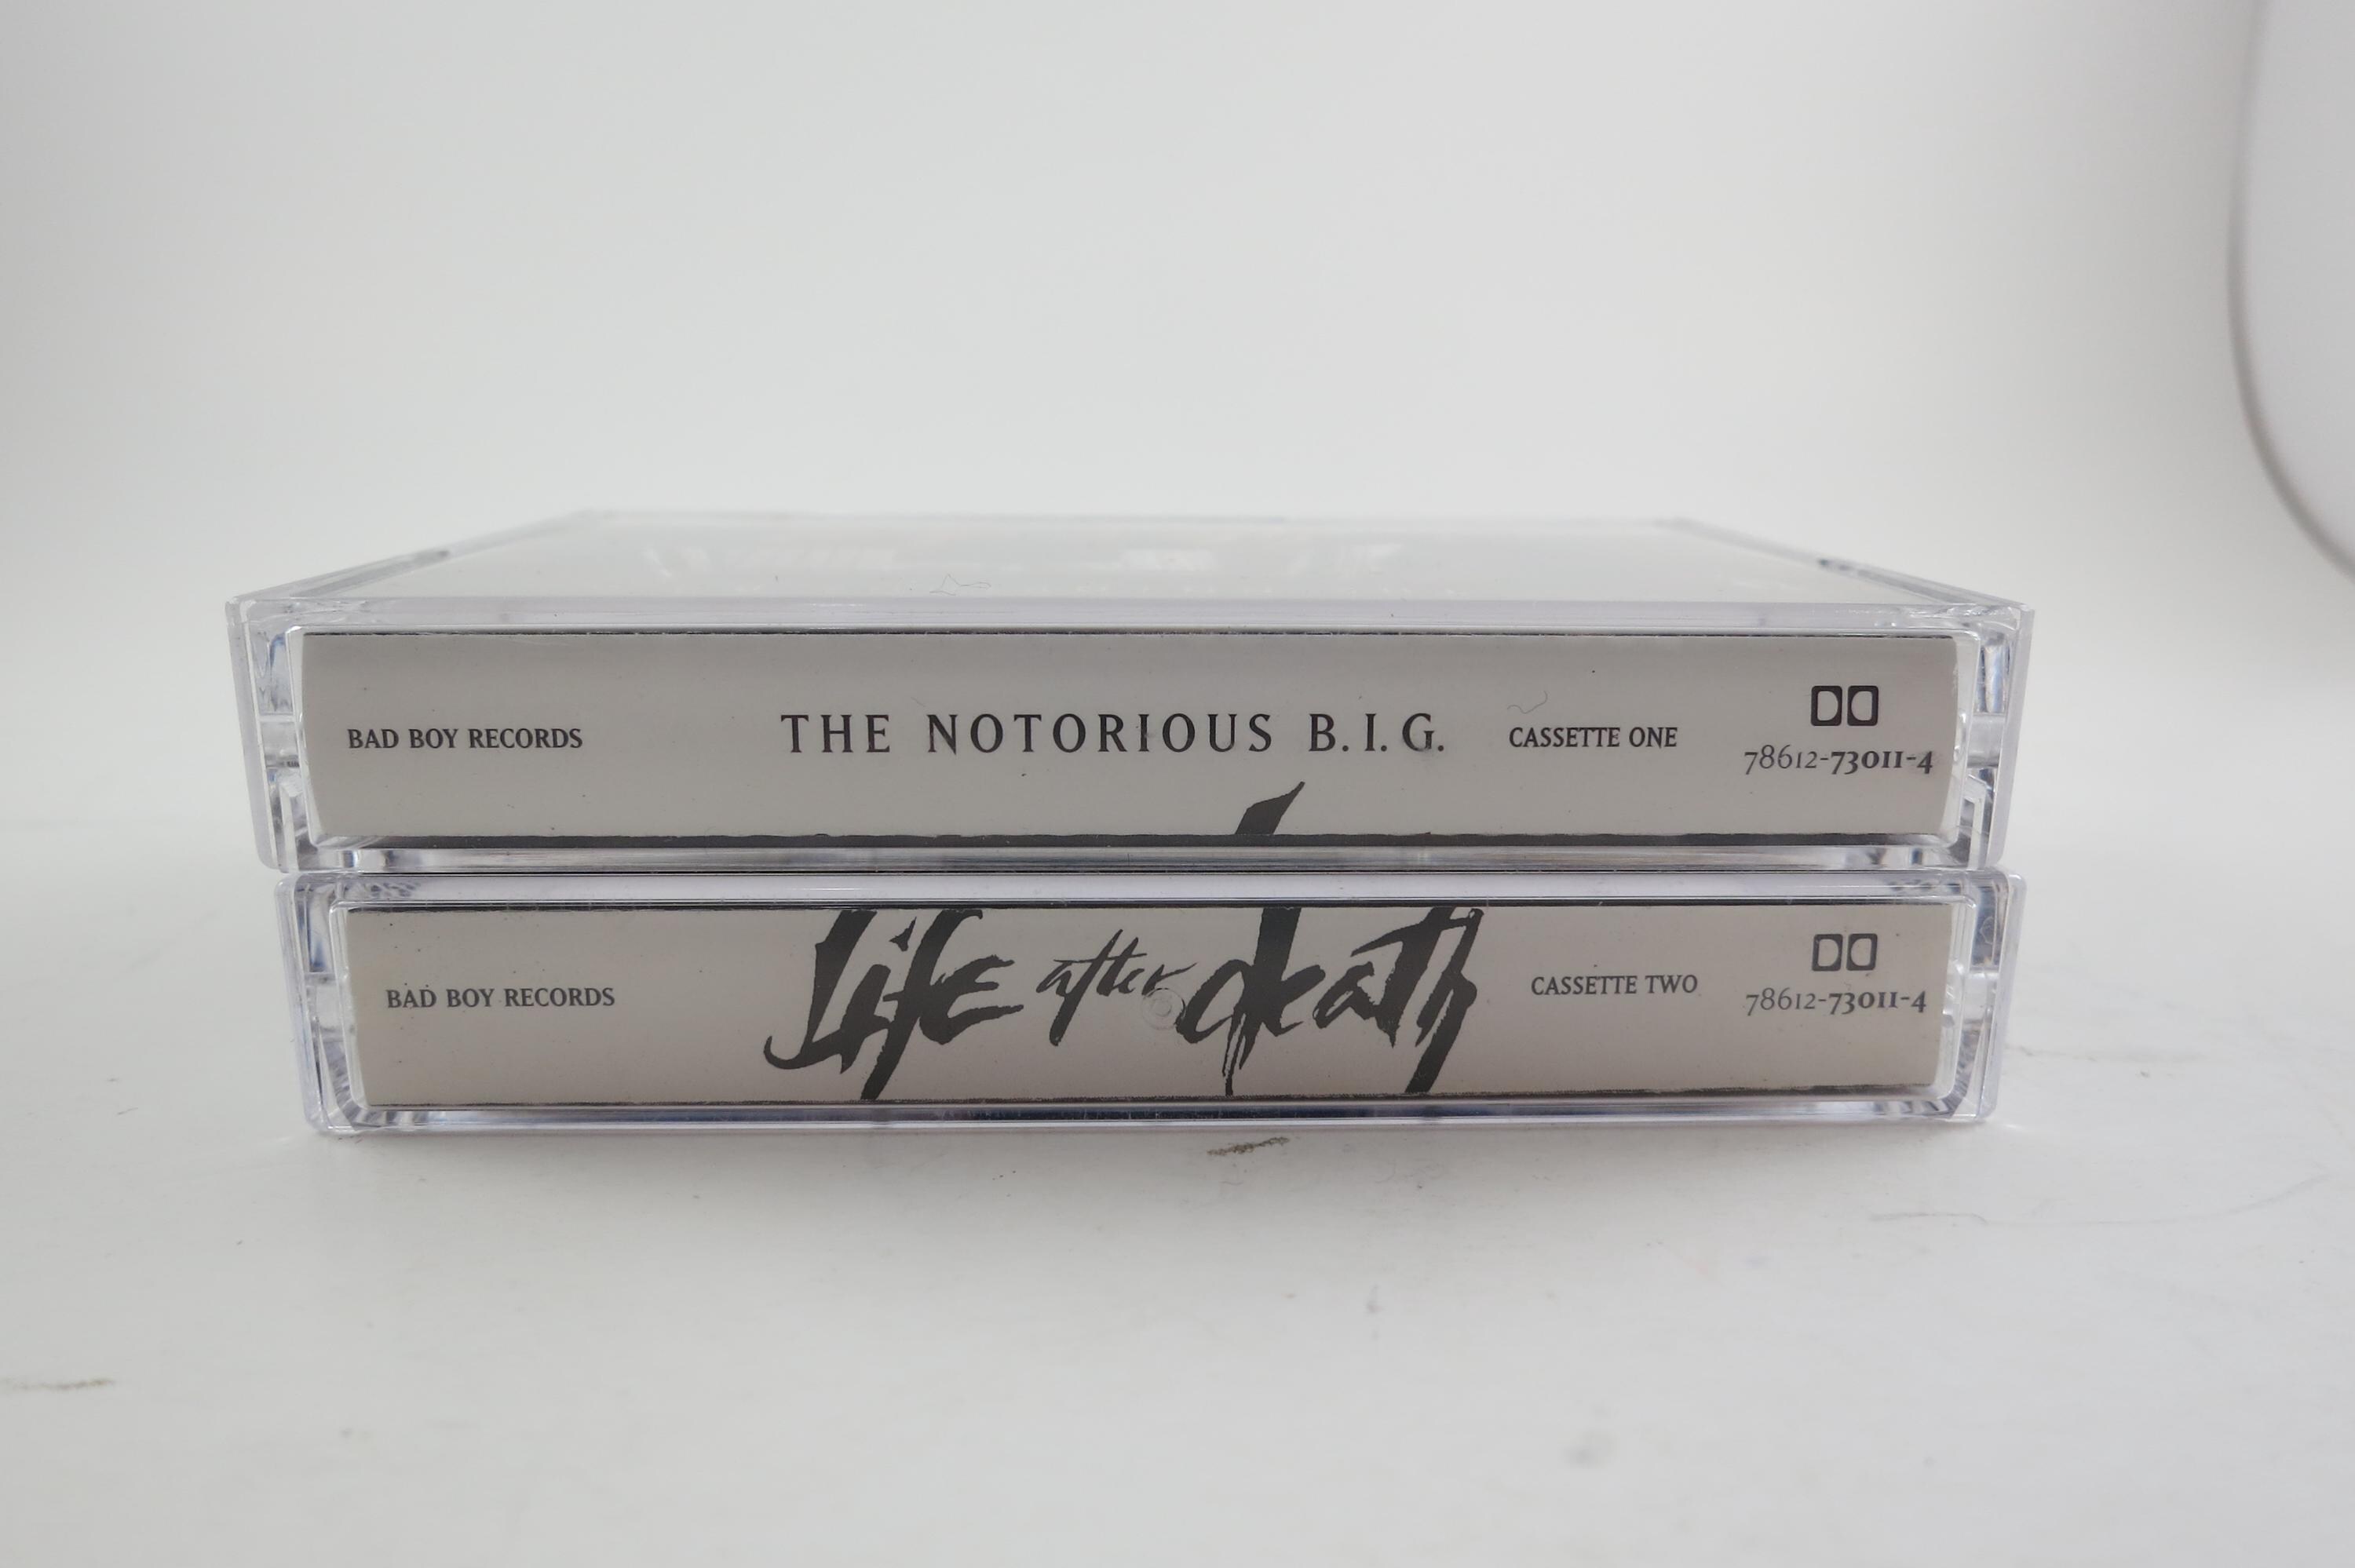 BAD BOY RECORDS
THE NOTORIOUS B.I.G.
CASSETTE ONE
78612-73011-4
BAD BOY RECORDS
Life after death
CASSETTE TWO
78612-73011-4